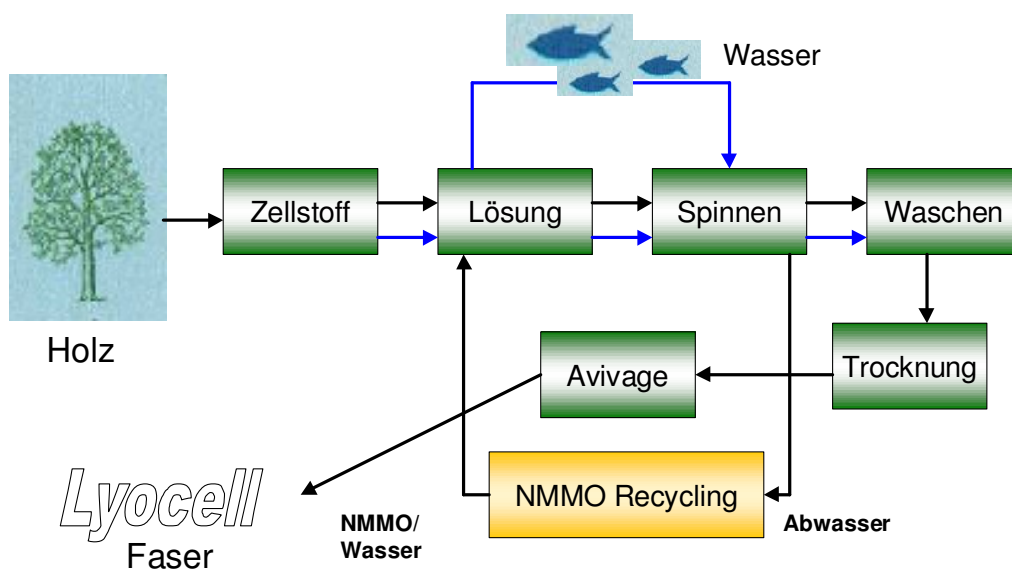 Wasser
Zellstoff
Lösung
Spinnen
Waschen
Holz
Avivage
Trocknung
Lyocell
Faser
NMMO/
Wasser
NMMO Recycling
Abwasser